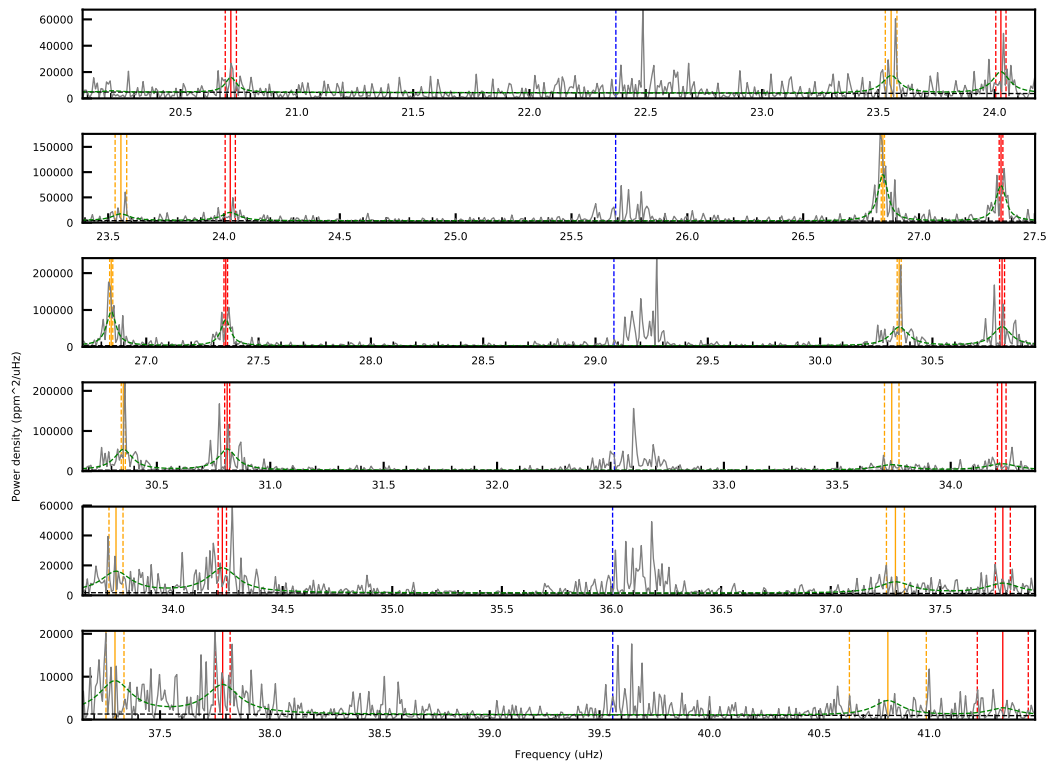 60000
40000
20000
0
20.5 21.0 21.5 22.0 22.5 23.0 23.5 24.0
150000
100000
50000
0
23.5 24.0 24.5 25.0 25.5 26.0 26.5 27.0 27.5
200000
100000
0
27.0 27.5 28.0 28.5 29.0 29.5 30.0 30.5
Power density (ppm^2/uHz)
200000
100000
0
30.5 31.0 31.5 32.0 32.5 33.0 33.5 34.0
60000
40000
20000
0
34.0 34.5 35.0 35.5 36.0 36.5 37.0 37.5
20000
10000
0
37.5 38.0 38.5 39.0 39.5 40.0 40.5 41.0
Frequency (uHz)